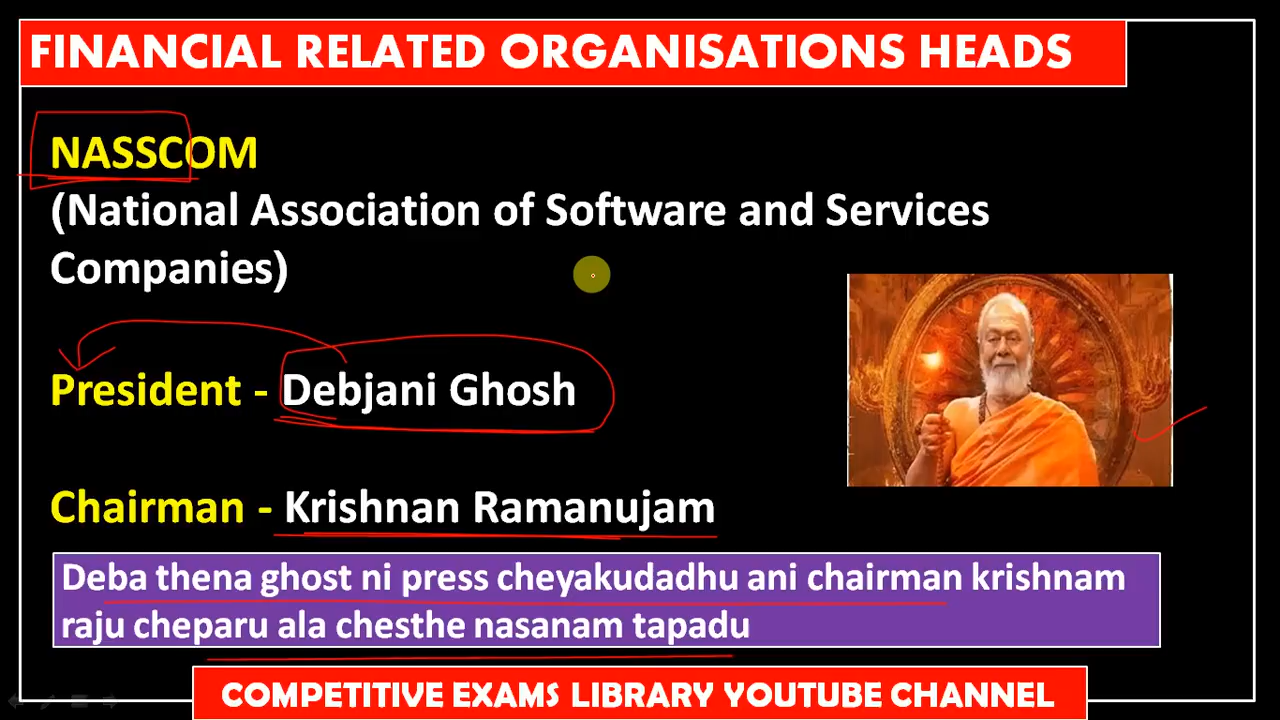 FINANCIAL RELATED ORGANISATIONS HEADS
NASSCOM
(National Association of Software and Services
Companies)
President - Debjani Ghosh
Chairman - Krishnan Ramanujam
Deba thena ghost ni press cheyakudadhu ani chairman krishnam
raju cheparu ala chesthe nasanam tapadu
COMPETITIVE EXAMS LIBRARY YOUTUBE CHANNEL